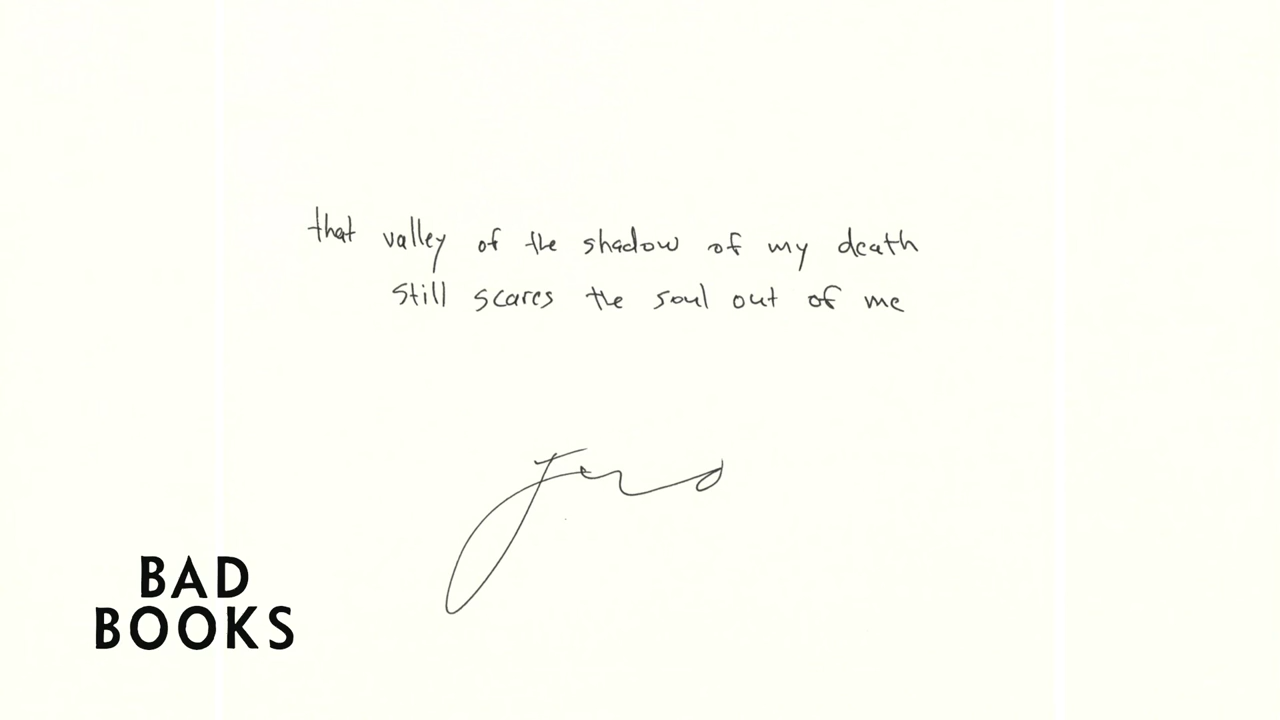 that valley of the shadow of my death
still scares the soul out of me
BAD
BOOKS